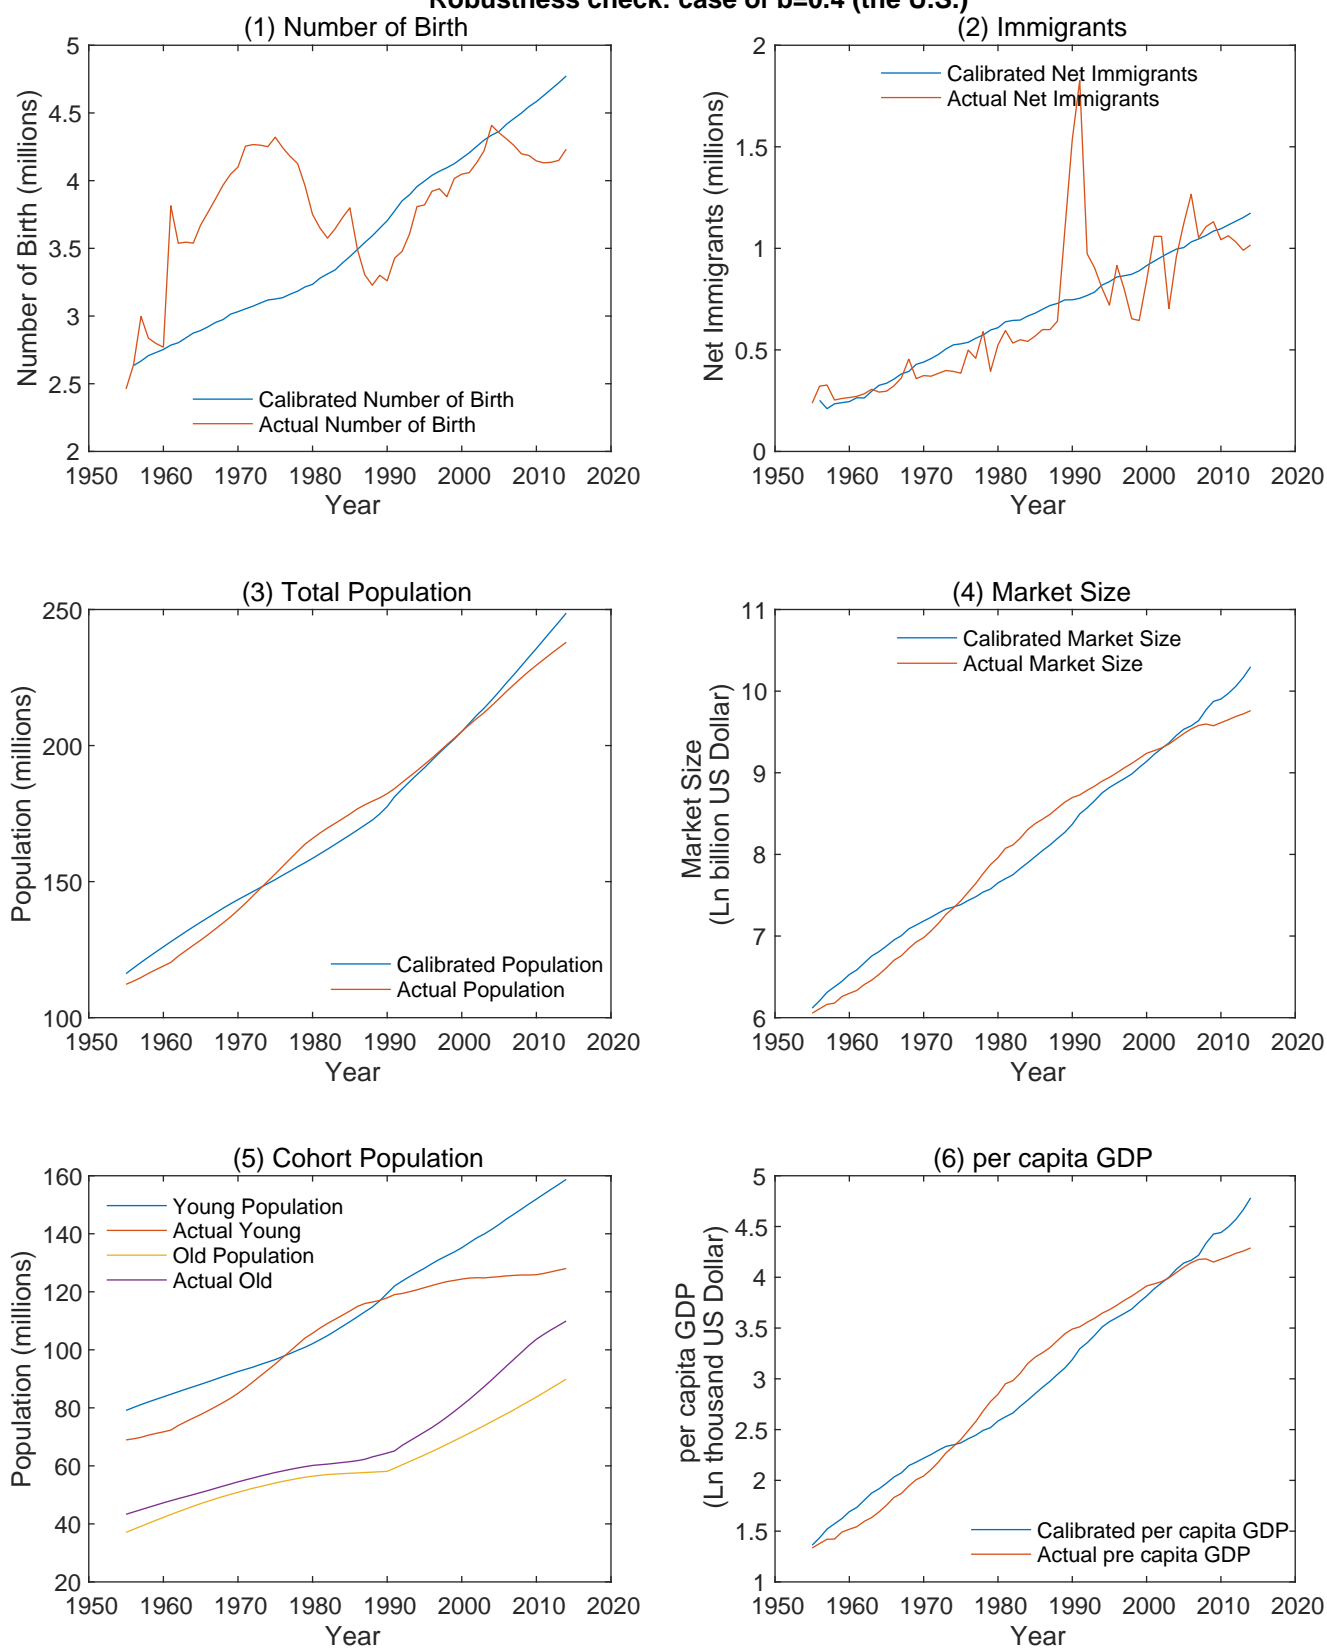 Robustness check: case of b=0.4 (the U.S.)
(1) Number of Birth
5
4.5
4
3.5
3
2.5
2
Number of Birth (millions)
Calibrated Number of Birth
Actual Number of Birth
1950 1960 1970 1980 1990 2000 2010 2020
Year
(2) Immigrants
2
1.5
1
0.5
0
Net Immigrants (millions)
Calibrated Net Immigrants
Actual Net Immigrants
1950 1960 1970 1980 1990 2000 2010 2020
Year
(3) Total Population
250
200
150
100
Population (millions)
Calibrated Population
Actual Population
1950 1960 1970 1980 1990 2000 2010 2020
Year
(4) Market Size
11
10
9
8
7
6
Market Size
(Ln billion US Dollar)
Calibrated Market Size
Actual Market Size
1950 1960 1970 1980 1990 2000 2010 2020
Year
(5) Cohort Population
160
140
120
100
80
60
40
20
Population (millions)
Young Population
Actual Young
Old Population
Actual Old
1950 1960 1970 1980 1990 2000 2010 2020
Year
(6) per capita GDP
5
4.5
4
3.5
3
2.5
2
1.5
1
per capita GDP
(Ln thousand US Dollar)
Calibrated per capita GDP
Actual pre capita GDP
1950 1960 1970 1980 1990 2000 2010 2020
Year